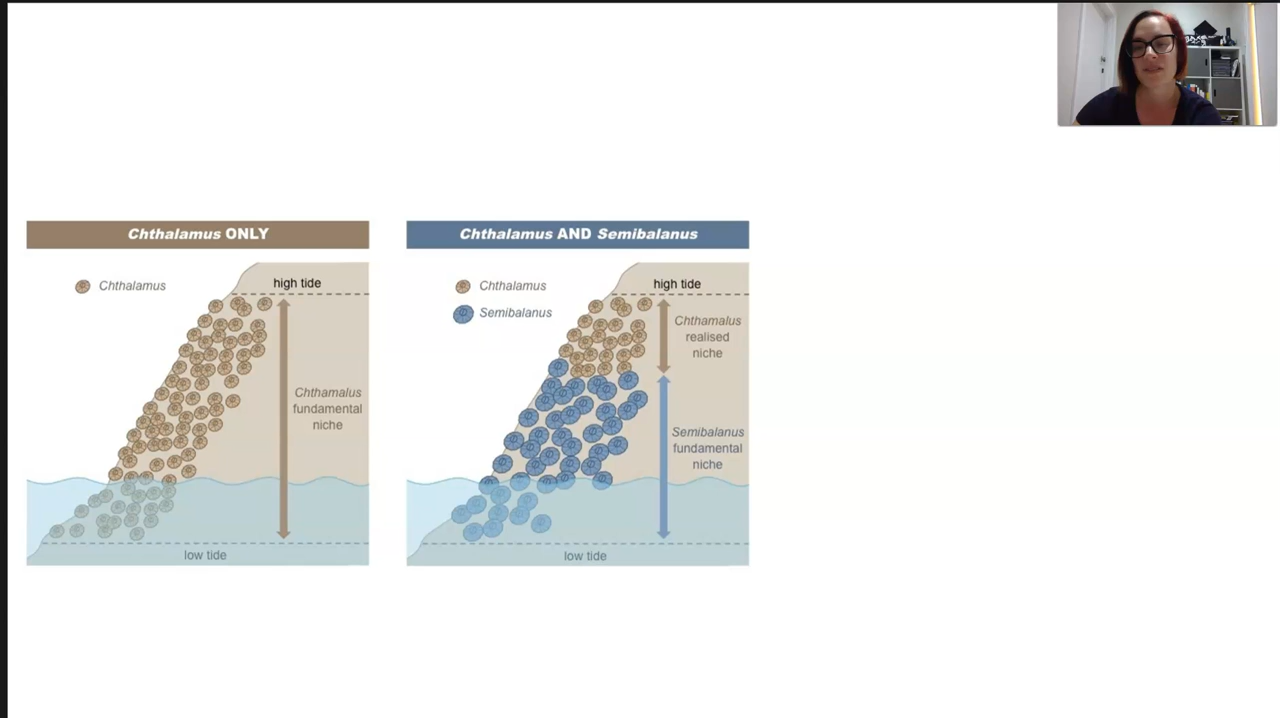 Chthalamus ONLY
Chthalamus
high tide
Chthamalus
fundamental
niche
low tide
Chthalamus AND Semibalanus
Chthalamus
Semibalanus
high tide
Chthamalus
realised
niche
Semibalanus
fundamental
niche
low tide